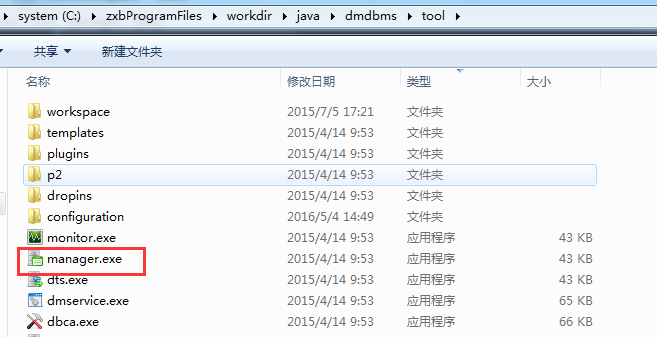 system (C:) ▸ zxbProgramFiles ▸ workdir ▸ java ▸ dmdbms ▸ tool ▸
共享 ▼ 新建文件夹
名称 修改日期 类型 大小
workspace 2015/7/5 17:21 文件夹
templates 2015/4/14 9:53 文件夹
plugins 2015/4/14 9:53 文件夹
p2 2015/4/14 9:53 文件夹
dropins 2015/4/14 9:53 文件夹
configuration 2016/5/4 14:49 文件夹
monitor.exe 2015/4/14 9:53 应用程序 43 KB
manager.exe 2015/4/14 9:53 应用程序 43 KB
dts.exe 2015/4/14 9:53 应用程序 43 KB
dmservice.exe 2015/4/14 9:53 应用程序 65 KB
dbca.exe 2015/4/14 9:53 应用程序 66 KB